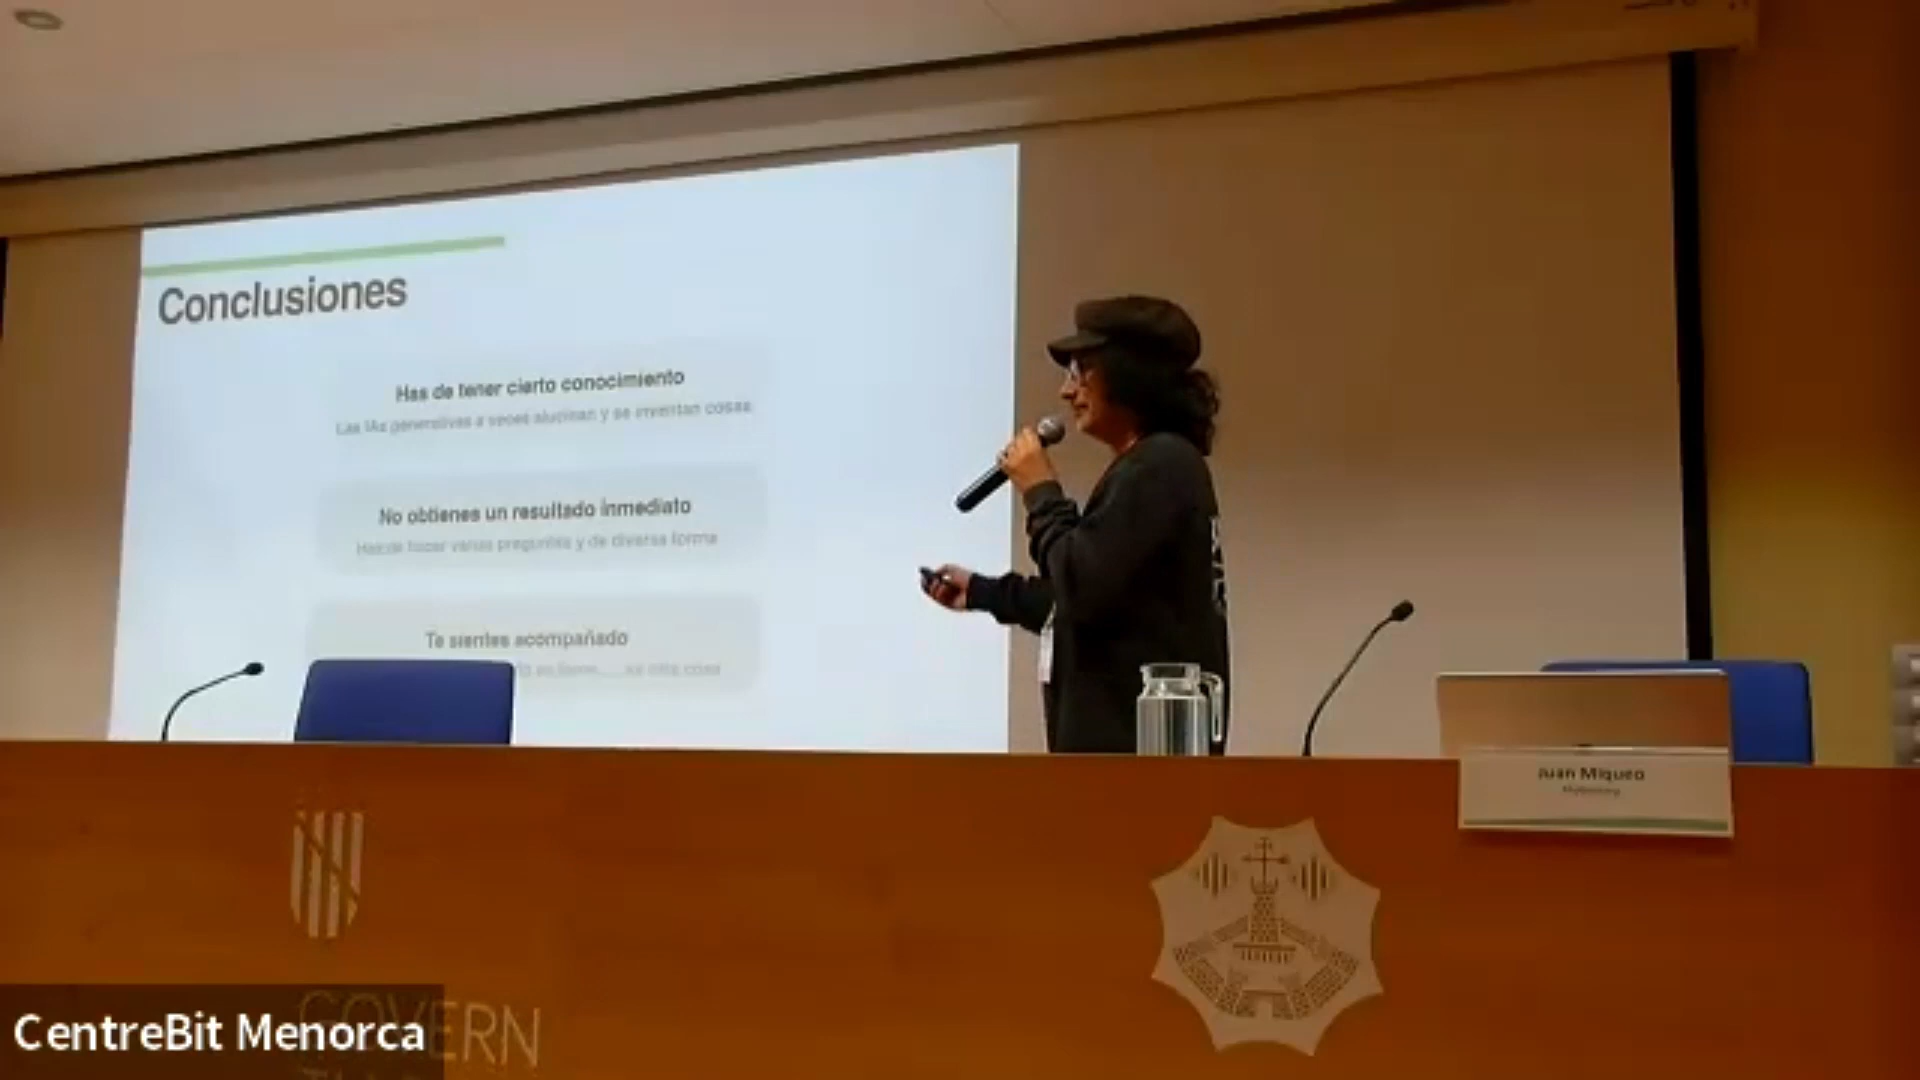 Conclusiones
Has de tener cierto conocimiento
Las IAs generativas a veces alucinan y se inventan cosas
No obtienes un resultado inmediato
Has de hacer varias preguntas y de diversa forma
Te sientes acompañado
Juan Miqueo
GOVERN
CentreBit Menorca